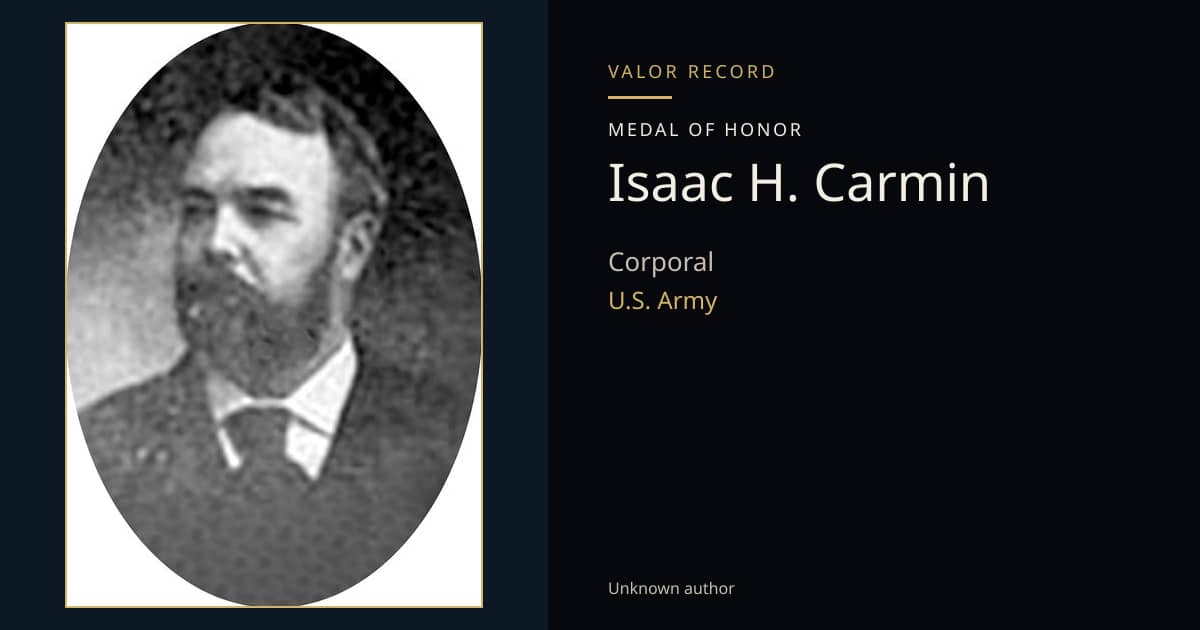 VALOR RECORD
MEDAL OF HONOR
Isaac H. Carmin
Corporal
U.S. Army
Unknown author